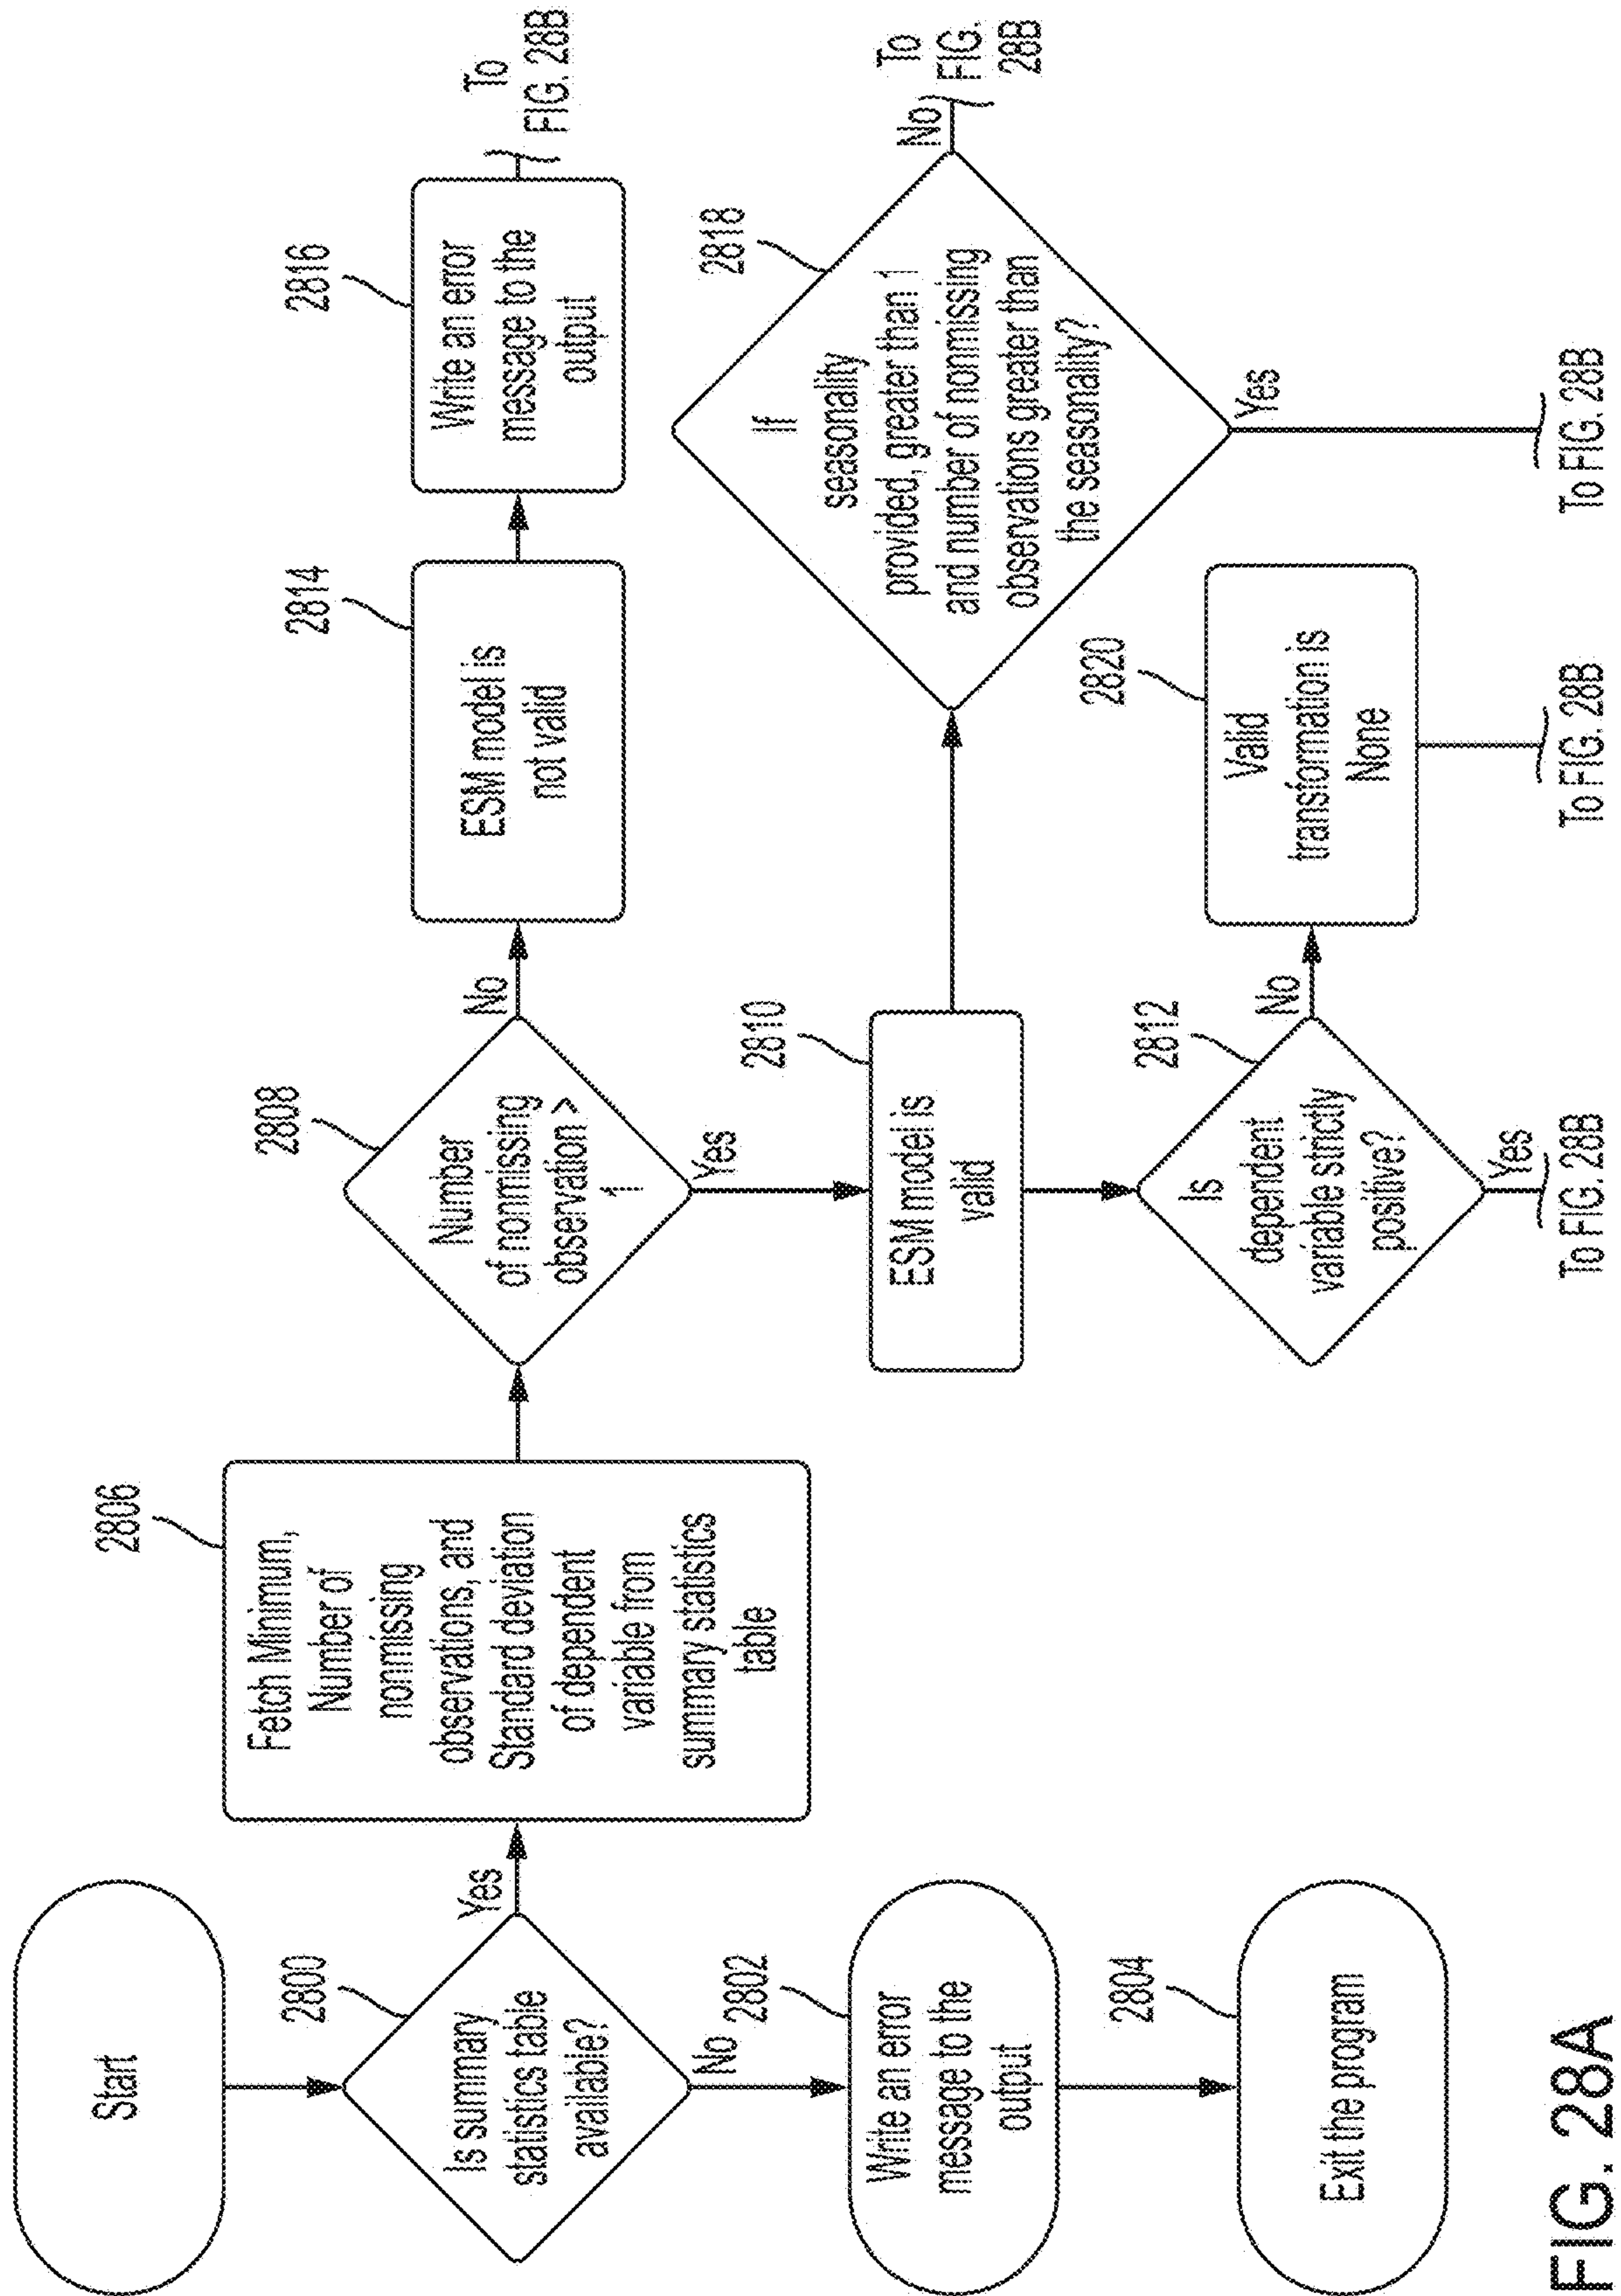 Start
2800
Is summary
statistics table
available?
Yes
No
2802
Write an error
message to the
output
2804
Exit the program
2806
Fetch Minimum,
Number of
nonmissing
observations, and
Standard deviation
of dependent
variable from
summary statistics
table
2808
Number
of nonmissing
observation >
1
No
Yes
2814
ESM model is
not valid
2816
Write an error
message to the
output
To
FIG. 28B
2810
ESM model is
valid
2818
If
seasonality
provided, greater than 1
and number of nonmissing
observations greater than
the seasonality?
No
To
FIG.
28B
Yes
To FIG. 28B
2812
Is
dependent
variable strictly
positive?
No
Yes
To FIG. 28B
2820
Valid
transformation is
None
To FIG. 28B
FIG. 28A